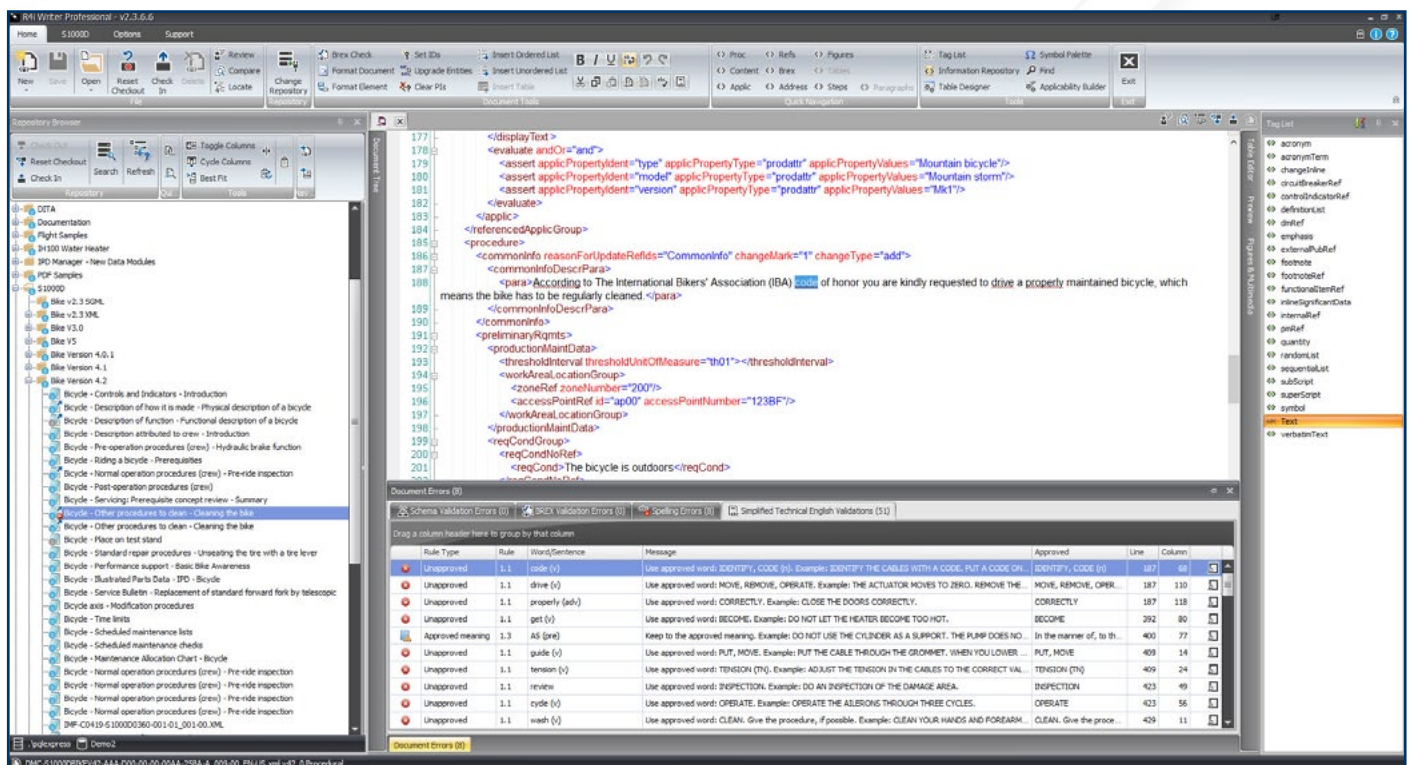 R4i Writer Professional - v2.3.6.6
Home S1000D Options Support
New Save Open Reset Checkout Check In Delete Review Compare Locate
File
Change Repository
Repository
Brex Check Set IDs Insert Ordered List
Format Document Upgrade Entities Insert Unordered List
Format Element Clear PIs Insert Table
B I U
Document Tools
Proc Refs Figures
Content Brex Tables
Applic Address Steps Paragraphs
Quick Navigation
Tag List Symbol Palette
Information Repository Find
Table Designer Applicability Builder
Tools
Exit
Exit
Repository Browser
Check Out
Reset Checkout
Check In
Search Refresh
Repository
Toggle Columns
Cycle Columns
Best Fit
Tools
DITA
Documentation
Flight Samples
IH100 Water Heater
IPD Manager - New Data Modules
PDF Samples
S1000D
Bike v2.3 SGML
Bike v2.3 XML
Bike V3.0
Bike V5
Bike Version 4.0.1
Bike Version 4.1
Bike Version 4.2
Bicycle - Controls and Indicators - Introduction
Bicycle - Description of how it is made - Physical description of a bicycle
Bicycle - Description of function - Functional description of a bicycle
Bicycle - Description attributed to crew - Introduction
Bicycle - Pre-operation procedures (crew) - Hydraulic brake function
Bicycle - Riding a bicycle - Prerequisites
Bicycle - Normal operation procedures (crew) - Pre-ride inspection
Bicycle - Post-operation procedures (crew)
Bicycle - Servicing: Prerequisite concept review - Summary
Bicycle - Other procedures to clean - Cleaning the bike
Bicycle - Other procedures to clean - Cleaning the bike
Bicycle - Place on test stand
Bicycle - Standard repair procedures - Unseating the tire with a tire lever
Bicycle - Performance support - Basic Bike Awareness
Bicycle - Illustrated Parts Data - IPD - Bicycle
Bicycle - Service Bulletin - Replacement of standard forward fork by telescopic
Bicycle axis - Modification procedures
Bicycle - Time limits
Bicycle - Scheduled maintenance lists
Bicycle - Scheduled maintenance checks
Bicycle - Maintenance Allocation Chart - Bicycle
Bicycle - Normal operation procedures (crew) - Pre-ride inspection
Bicycle - Normal operation procedures (crew) - Pre-ride inspection
Bicycle - Normal operation procedures (crew) - Pre-ride inspection
Bicycle - Normal operation procedures (crew) - Pre-ride inspection
IMF-C0419-S1000D0360-001-01_001-00.XML
.\sqlexpress Demo2
Document Tree
177 </displayText>
178 <evaluate andOr="and">
179 <assert applicPropertyIdent="type" applicPropertyType="prodattr" applicPropertyValues="Mountain bicycle"/>
180 <assert applicPropertyIdent="model" applicPropertyType="prodattr" applicPropertyValues="Mountain storm"/>
181 <assert applicPropertyIdent="version" applicPropertyType="prodattr" applicPropertyValues="Mk1"/>
182 </evaluate>
183 </applic>
184 </referencedApplicGroup>
185 <procedure>
186 <commonInfo reasonForUpdateRefIds="CommonInfo" changeMark="1" changeType="add">
187 <commonInfoDescrPara>
188 <para>According to The International Bikers' Association (IBA) code of honor you are kindly requested to drive a properly maintained bicycle, which
means the bike has to be regularly cleaned.</para>
189 </commonInfoDescrPara>
190 </commonInfo>
191 <preliminaryRqmts>
192 <productionMaintData>
193 <thresholdInterval thresholdUnitOfMeasure="th01"></thresholdInterval>
194 <workAreaLocationGroup>
195 <zoneRef zoneNumber="200"/>
196 <accessPointRef id="ap00" accessPointNumber="123BF"/>
197 </workAreaLocationGroup>
198 </productionMaintData>
199 <reqCondGroup>
200 <reqCondNoRef>
201 <reqCond>The bicycle is outdoors</reqCond>
Table Editor Preview Figures & Multimedia
Tag List
acronym
acronymTerm
changeInline
circuitBreakerRef
controlIndicatorRef
definitionList
dmRef
emphasis
externalPubRef
footnote
footnoteRef
functionalItemRef
inlineSignificantData
internalRef
pmRef
quantity
randomList
sequentialList
subScript
superScript
symbol
Text
verbatimText
Document Errors (8)
Schema Validation Errors (0) BREX Validation Errors (0) Spelling Errors (8) Simplified Technical English Validations (51)
Drag a column header here to group by that column
Rule Type Rule Word/Sentence Message Approved Line Column
Unapproved 1.1 code (v) Use approved word: IDENTIFY, CODE (n). Example: IDENTIFY THE CABLES WITH A CODE. PUT A CODE ON... IDENTIFY, CODE (n) 187 68
Unapproved 1.1 drive (v) Use approved word: MOVE, REMOVE, OPERATE. Example: THE ACTUATOR MOVES TO ZERO. REMOVE THE... MOVE, REMOVE, OPER... 187 110
Unapproved 1.1 properly (adv) Use approved word: CORRECTLY. Example: CLOSE THE DOORS CORRECTLY. CORRECTLY 187 118
Unapproved 1.1 get (v) Use approved word: BECOME. Example: DO NOT LET THE HEATER BECOME TOO HOT. BECOME 392 80
Approved meaning 1.3 AS (pre) Keep to the approved meaning. Example: DO NOT USE THE CYLINDER AS A SUPPORT. THE PUMP DOES NO... In the manner of, to th... 400 77
Unapproved 1.1 guide (v) Use approved word: PUT, MOVE. Example: PUT THE CABLE THROUGH THE GROMMET. WHEN YOU LOWER ... PUT, MOVE 409 14
Unapproved 1.1 tension (v) Use approved word: TENSION (TN). Example: ADJUST THE TENSION IN THE CABLES TO THE CORRECT VAL... TENSION (TN) 409 24
Unapproved 1.1 review Use approved word: INSPECTION. Example: DO AN INSPECTION OF THE DAMAGE AREA. INSPECTION 423 49
Unapproved 1.1 cycle (v) Use approved word: OPERATE. Example: OPERATE THE AILERONS THROUGH THREE CYCLES. OPERATE 423 56
Unapproved 1.1 wash (v) Use approved word: CLEAN. Give the procedure, if possible. Example: CLEAN YOUR HANDS AND FOREARM... CLEAN. Give the proce... 429 11
Document Errors (8)